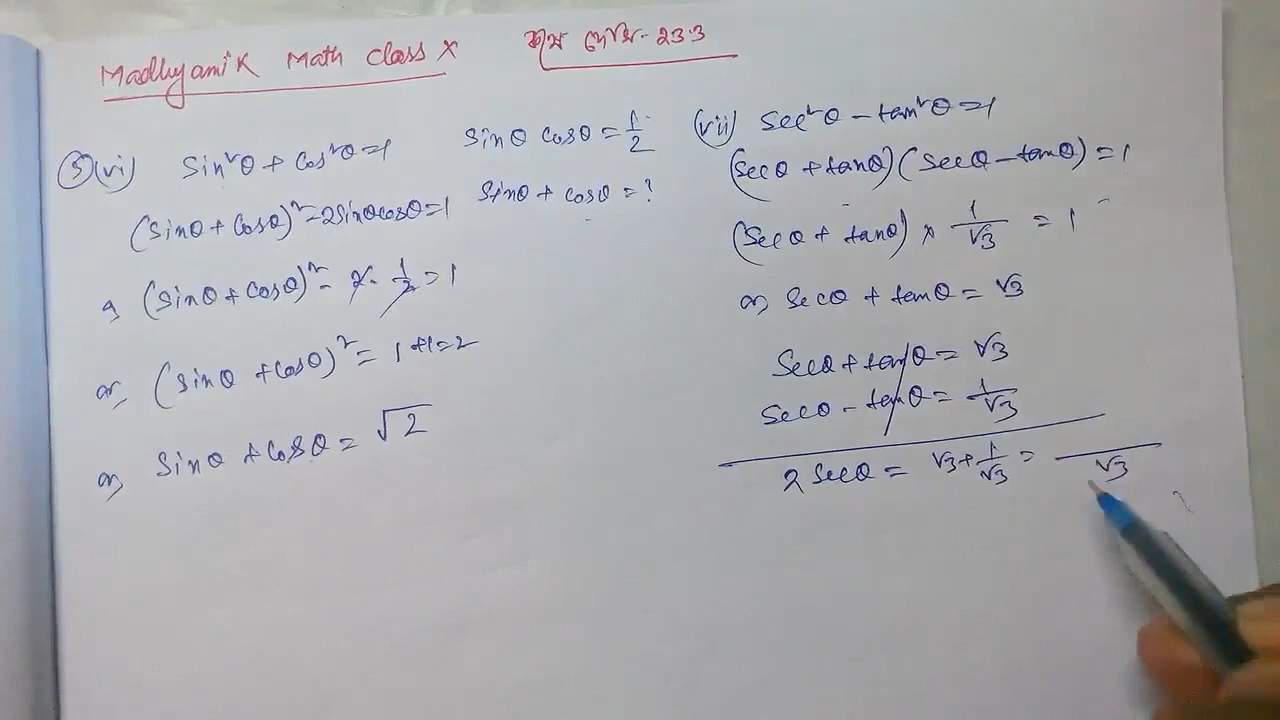 Madhyamik Math Class X কষে দেখি - 23.3
5(vi) Sin²θ + Cos²θ = 1
Sinθ Cosθ = 1/2
(Sinθ + Cosθ)² - 2Sinθcosθ = 1
Sinθ + cosθ = ?
(Sinθ + Cosθ)² - 2· 1/2 = 1
or, (Sinθ + Cosθ)² = 1+1=2
or, Sinθ + Cosθ = √2
(vii) Sec²θ - tan²θ = 1
(Secθ + tanθ)(Secθ - tanθ) = 1
(Secθ + tanθ) × 1/√3 = 1
or, Secθ + tanθ = √3
Secθ + tanθ = √3
Secθ - tanθ = 1/√3
2 Secθ = √3 + 1/√3 = /√3